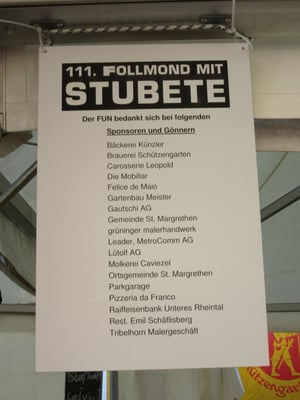 111. FOLLMOND MIT
STUBETE
Der FUN bedankt sich bei folgenden
Sponsoren und Gönnern
Bäckerei Künzler
Brauerei Schützengarten
Carosserie Leopold
Die Mobiliar
Felice de Maio
Gartenbau Meister
Gautschi AG
Gemeinde St. Margrethen
grüninger malerhandwerk
Leader, MetroComm AG
Lütolf AG
Molkerei Caviezel
Ortsgemeinde St. Margrethen
Parkgarage
Pizzeria da Franco
Raiffeisenbank Unteres Rheintal
Rest. Emil Schäflisberg
Tribelhorn Malergeschäft